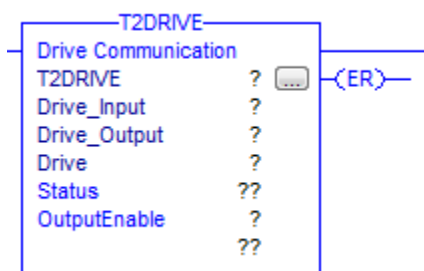 T2DRIVE
Drive Communication
T2DRIVE ? ...
(ER)
Drive_Input ?
Drive_Output ?
Drive ?
Status ??
OutputEnable ?
??